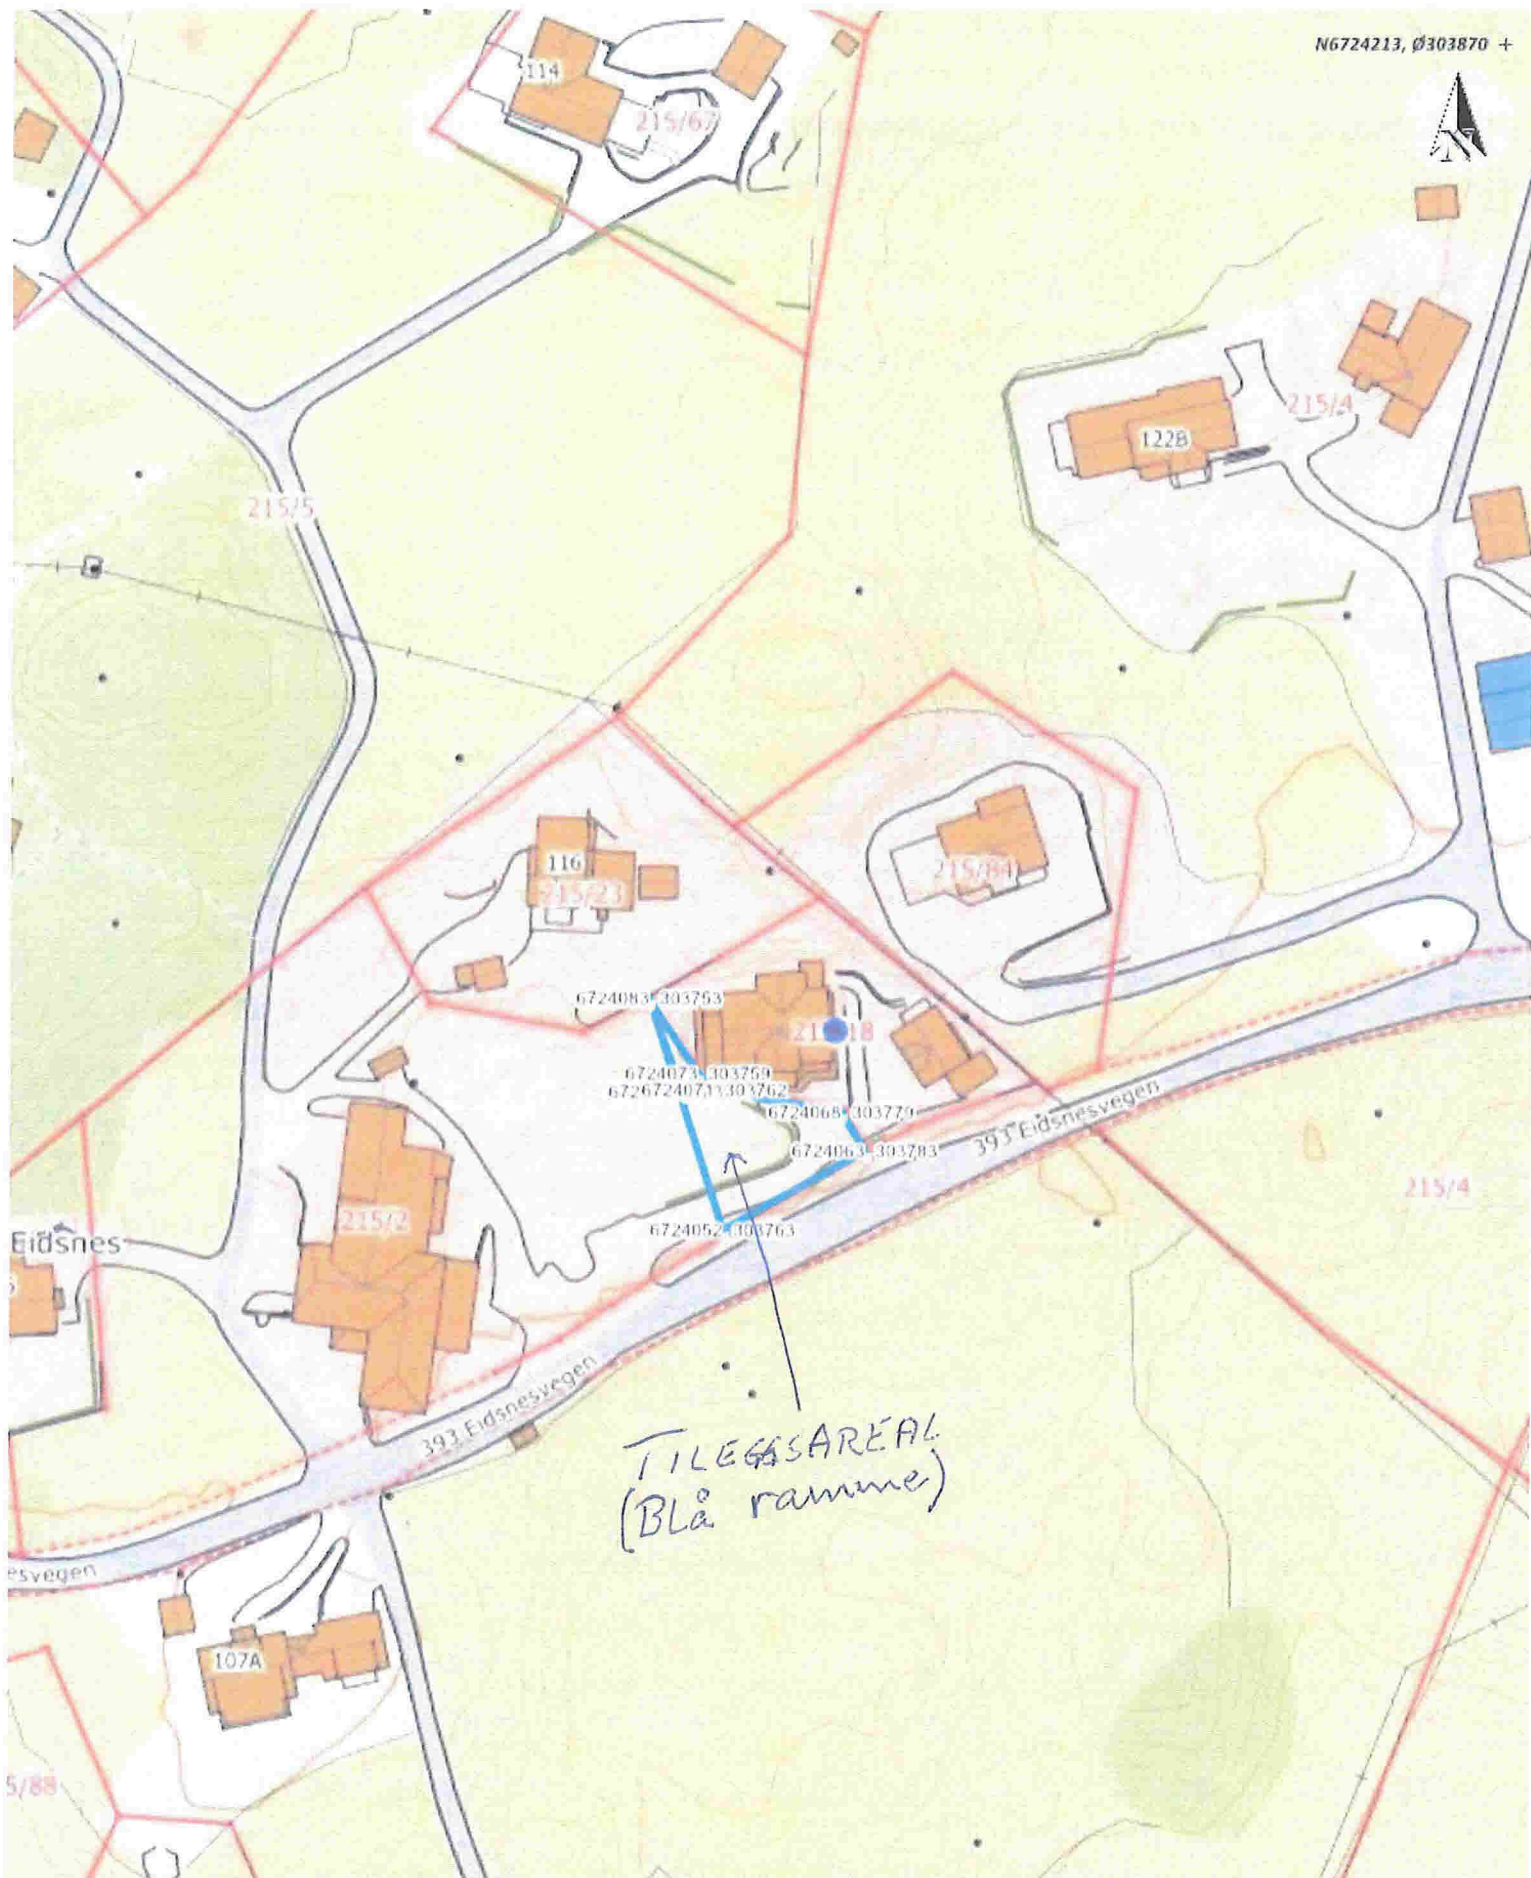 N6724213, Ø303870 +
N
114
215/67
215/4
122B
215/5
116
215/23
215/84
6724083, 303753
6724073, 303759
303762
6724068, 303779
6724063, 303783
6724052, 303763
393 Eidsnesvegen
215/4
215/2
Eidsnes
393 Eidsnesvegen
TILEGGSAREAL
(BLå ramme)
esvegen
107A
5/88